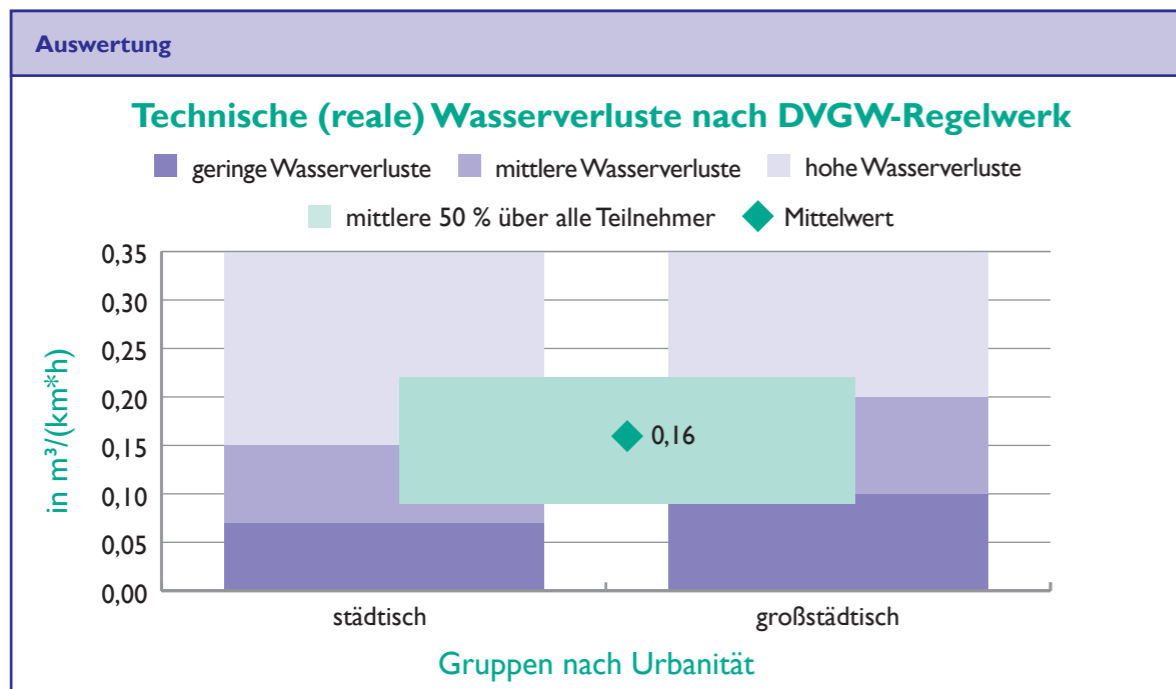 Auswertung
Technische (reale) Wasserverluste nach DVGW-Regelwerk
geringe Wasserverluste mittlere Wasserverluste hohe Wasserverluste
mittlere 50 % über alle Teilnehmer Mittelwert
in m³/(km*h)
0,35
0,30
0,25
0,20
0,15
0,10
0,05
0,00
0,16
städtisch großstädtisch
Gruppen nach Urbanität